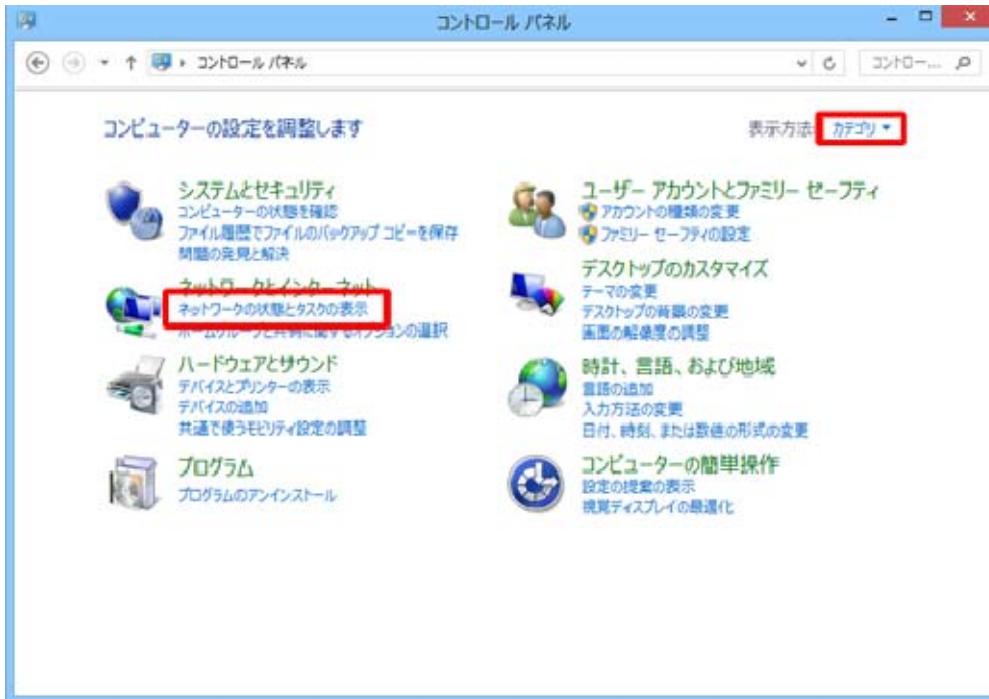 コントロール パネル
コントロール パネル
コントロー...
コンピューターの設定を調整します
表示方法:
カテゴリ
システムとセキュリティ
コンピューターの状態を確認
ファイル履歴でファイルのバックアップ コピーを保存
問題の発見と解決
ネットワークとインターネット
ネットワークの状態とタスクの表示
ホームグループと共有に関するオプションの選択
ハードウェアとサウンド
デバイスとプリンターの表示
デバイスの追加
共通で使うモビリティ設定の調整
プログラム
プログラムのアンインストール
ユーザー アカウントとファミリー セーフティ
アカウントの種類の変更
ファミリー セーフティの設定
デスクトップのカスタマイズ
テーマの変更
デスクトップの背景の変更
画面の解像度の調整
時計、言語、および地域
言語の追加
入力方法の変更
日付、時刻、または数値の形式の変更
コンピューターの簡単操作
設定の提案の表示
視覚ディスプレイの最適化